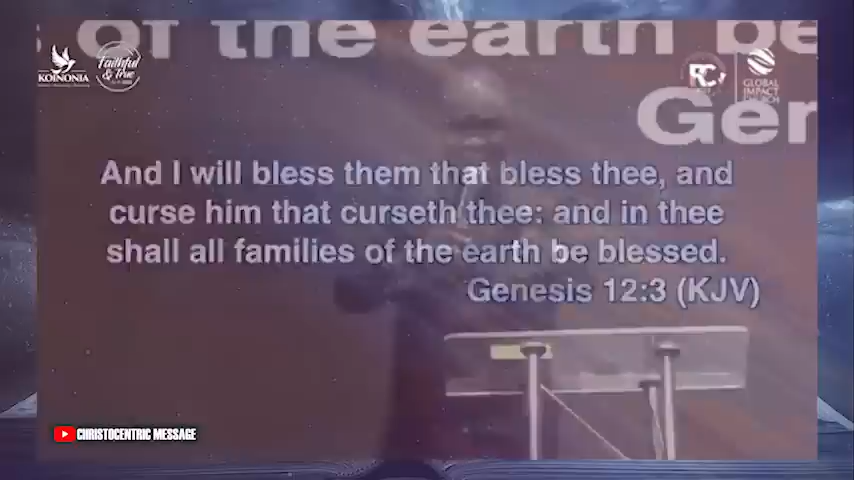 of the earth be
KOINONIA
Faithful
& True
RC
GLOBAL
IMPACT
CHURCH
Gen
And I will bless them that bless thee, and
curse him that curseth thee: and in thee
shall all families of the earth be blessed.
Genesis 12:3 (KJV)
CHRISTOCENTRIC MESSAGE